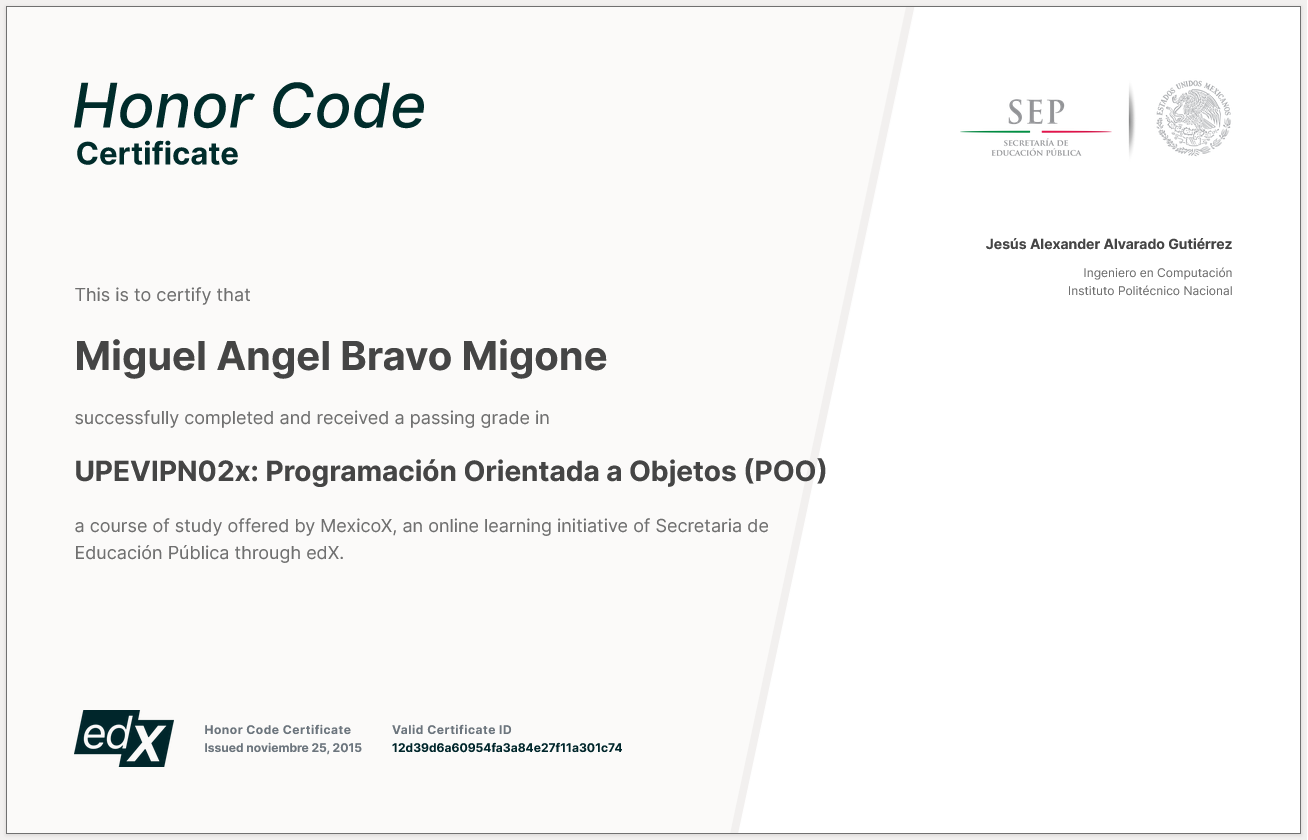 Honor Code
Certificate
This is to certify that
Miguel Angel Bravo Migone
successfully completed and received a passing grade in
UPEVIPN02x: Programación Orientada a Objetos (POO)
a course of study offered by MexicoX, an online learning initiative of Secretaria de
Educación Pública through edX.
edX
Honor Code Certificate
Issued noviembre 25, 2015
Valid Certificate ID
12d39d6a60954fa3a84e27f11a301c74
SEP
SECRETARÍA DE
EDUCACIÓN PÚBLICA
ESTADOS UNIDOS MEXICANOS
Jesús Alexander Alvarado Gutiérrez
Ingeniero en Computación
Instituto Politécnico Nacional